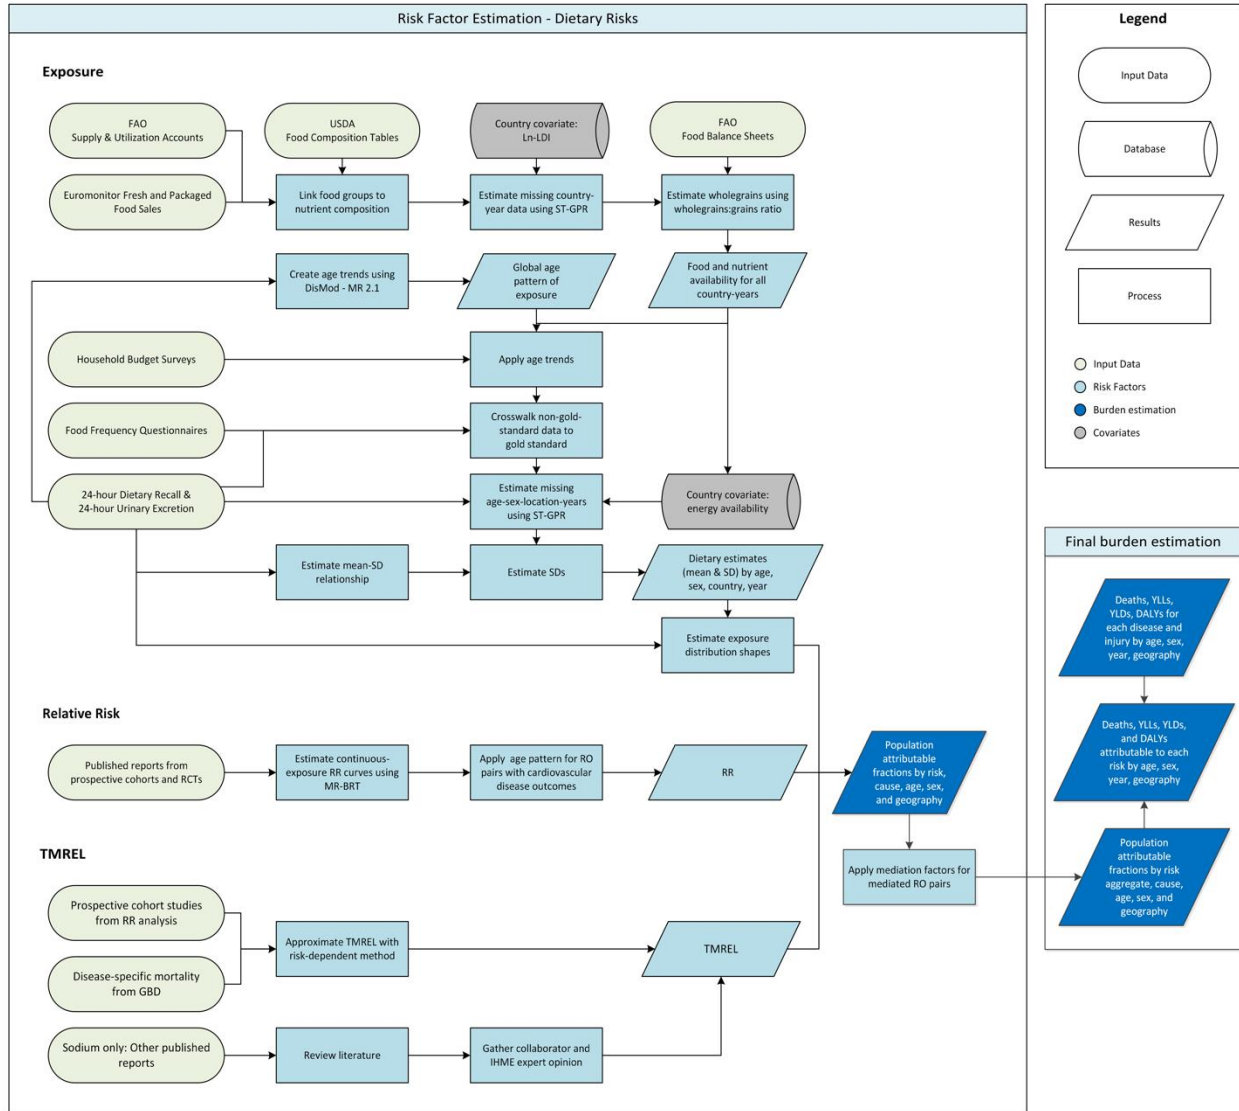 Risk Factor Estimation - Dietary Risks
Exposure
FAO
Supply & Utilization Accounts
USDA
Food Composition Tables
Country covariate:
Ln-LDI
FAO
Food Balance Sheets
Euromonitor Fresh and Packaged
Food Sales
Link food groups to
nutrient composition
Estimate missing country-
year data using ST-GPR
Estimate wholegrains using
wholegrains:grains ratio
Create age trends using
DisMod - MR 2.1
Global age
pattern of
exposure
Food and nutrient
availability for all
country-years
Household Budget Surveys
Apply age trends
Food Frequency Questionnaires
Crosswalk non-gold-
standard data to
gold standard
24-hour Dietary Recall &
24-hour Urinary Excretion
Estimate missing
age-sex-location-years
using ST-GPR
Country covariate:
energy availability
Estimate mean-SD
relationship
Estimate SDs
Dietary estimates
(mean & SD) by age,
sex, country, year
Estimate exposure
distribution shapes
Relative Risk
Published reports from
prospective cohorts and RCTs
Estimate continuous-
exposure RR curves using
MR-BRT
Apply age pattern for RO
pairs with cardiovascular
disease outcomes
RR
Population
attributable
fractions by risk,
cause, age, sex,
and geography
Apply mediation factors for
mediated RO pairs
TMREL
Prospective cohort studies
from RR analysis
Disease-specific mortality
from GBD
Approximate TMREL with
risk-dependent method
TMREL
Sodium only: Other published
reports
Review literature
Gather collaborator and
IHME expert opinion
Legend
Input Data
Database
Results
Process
Input Data
Risk Factors
Burden estimation
Covariates
Final burden estimation
Deaths, YLLs,
YLDs, DALYs for
each disease and
injury by age, sex,
year, geography
Deaths, YLLs, YLDs,
and DALYs
attributable to each
risk by age, sex,
year, geography
Population
attributable
fractions by risk
aggregate, cause,
age, sex, and
geography